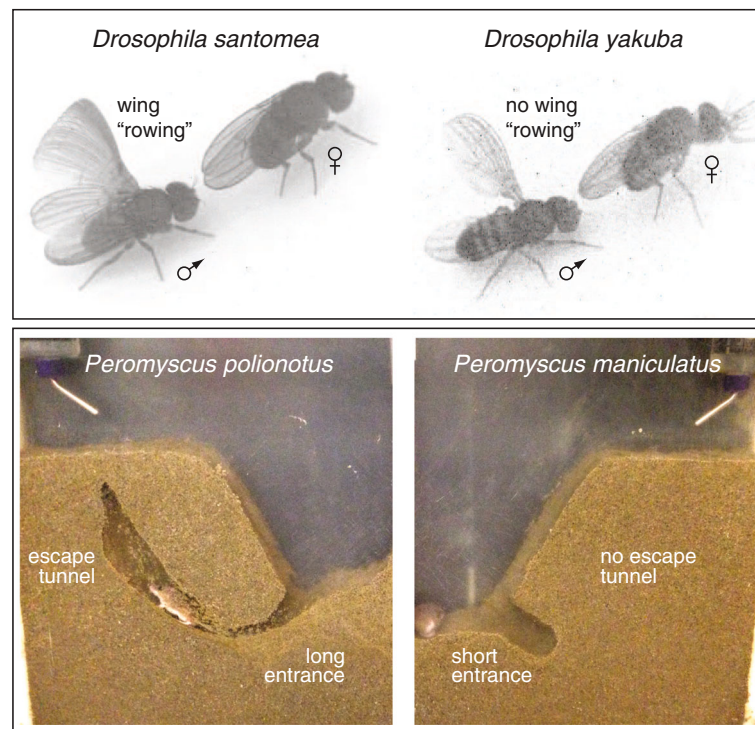 Drosophila santomea
Drosophila yakuba
wing
"rowing"
no wing
"rowing"
♀
♀
♂
♂
Peromyscus polionotus
Peromyscus maniculatus
escape
tunnel
no escape
tunnel
long
entrance
short
entrance